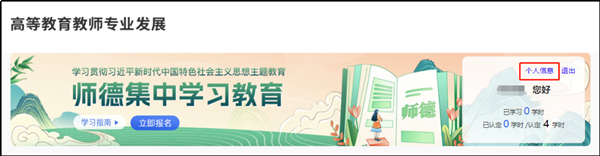 高等教育教师专业发展
学习贯彻习近平新时代中国特色社会主义思想主题教育
师德集中学习教育
学习指南 立即报名
师德
个人信息 退出
您好
已学习 0 学时
已认定 0 学时 /认定 4 学时